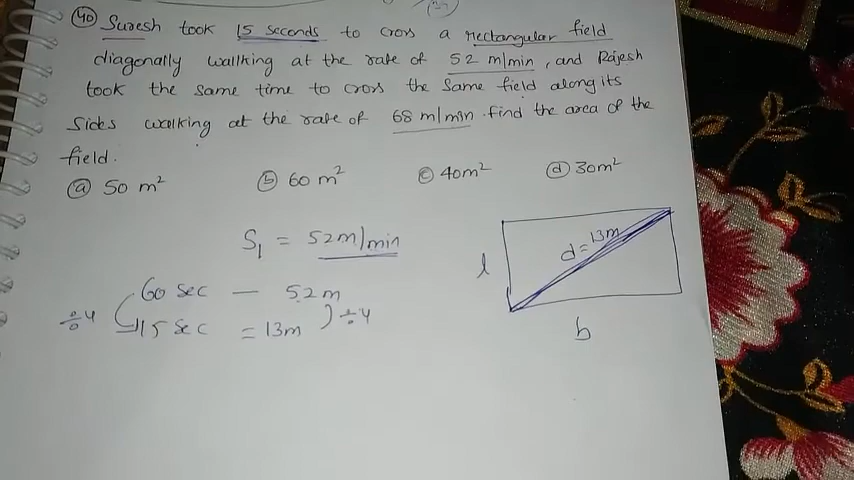 40 Suresh took 15 seconds to cross a rectangular field
diagonally wallking at the rate of 52 m/min, and Rajesh
took the same time to cross the same field along its
sides walking at the rate of 68 m/min. find the area of the
field.
a 50 m² b 60 m² c 40m² d 30m²
S₁ = 52m/min
d=13m
l
60 sec — 52m
÷4 15 sec = 13m ÷4
b